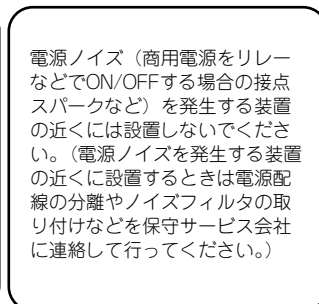 電源ノイズ（商用電源をリレー
などでON/OFFする場合の接点
スパークなど）を発生する装置
の近くには設置しないでくださ
い。（電源ノイズを発生する装置
の近くに設置するときは電源配
線の分離やノイズフィルタの取
り付けなどを保守サービス会社
に連絡して行ってください。）